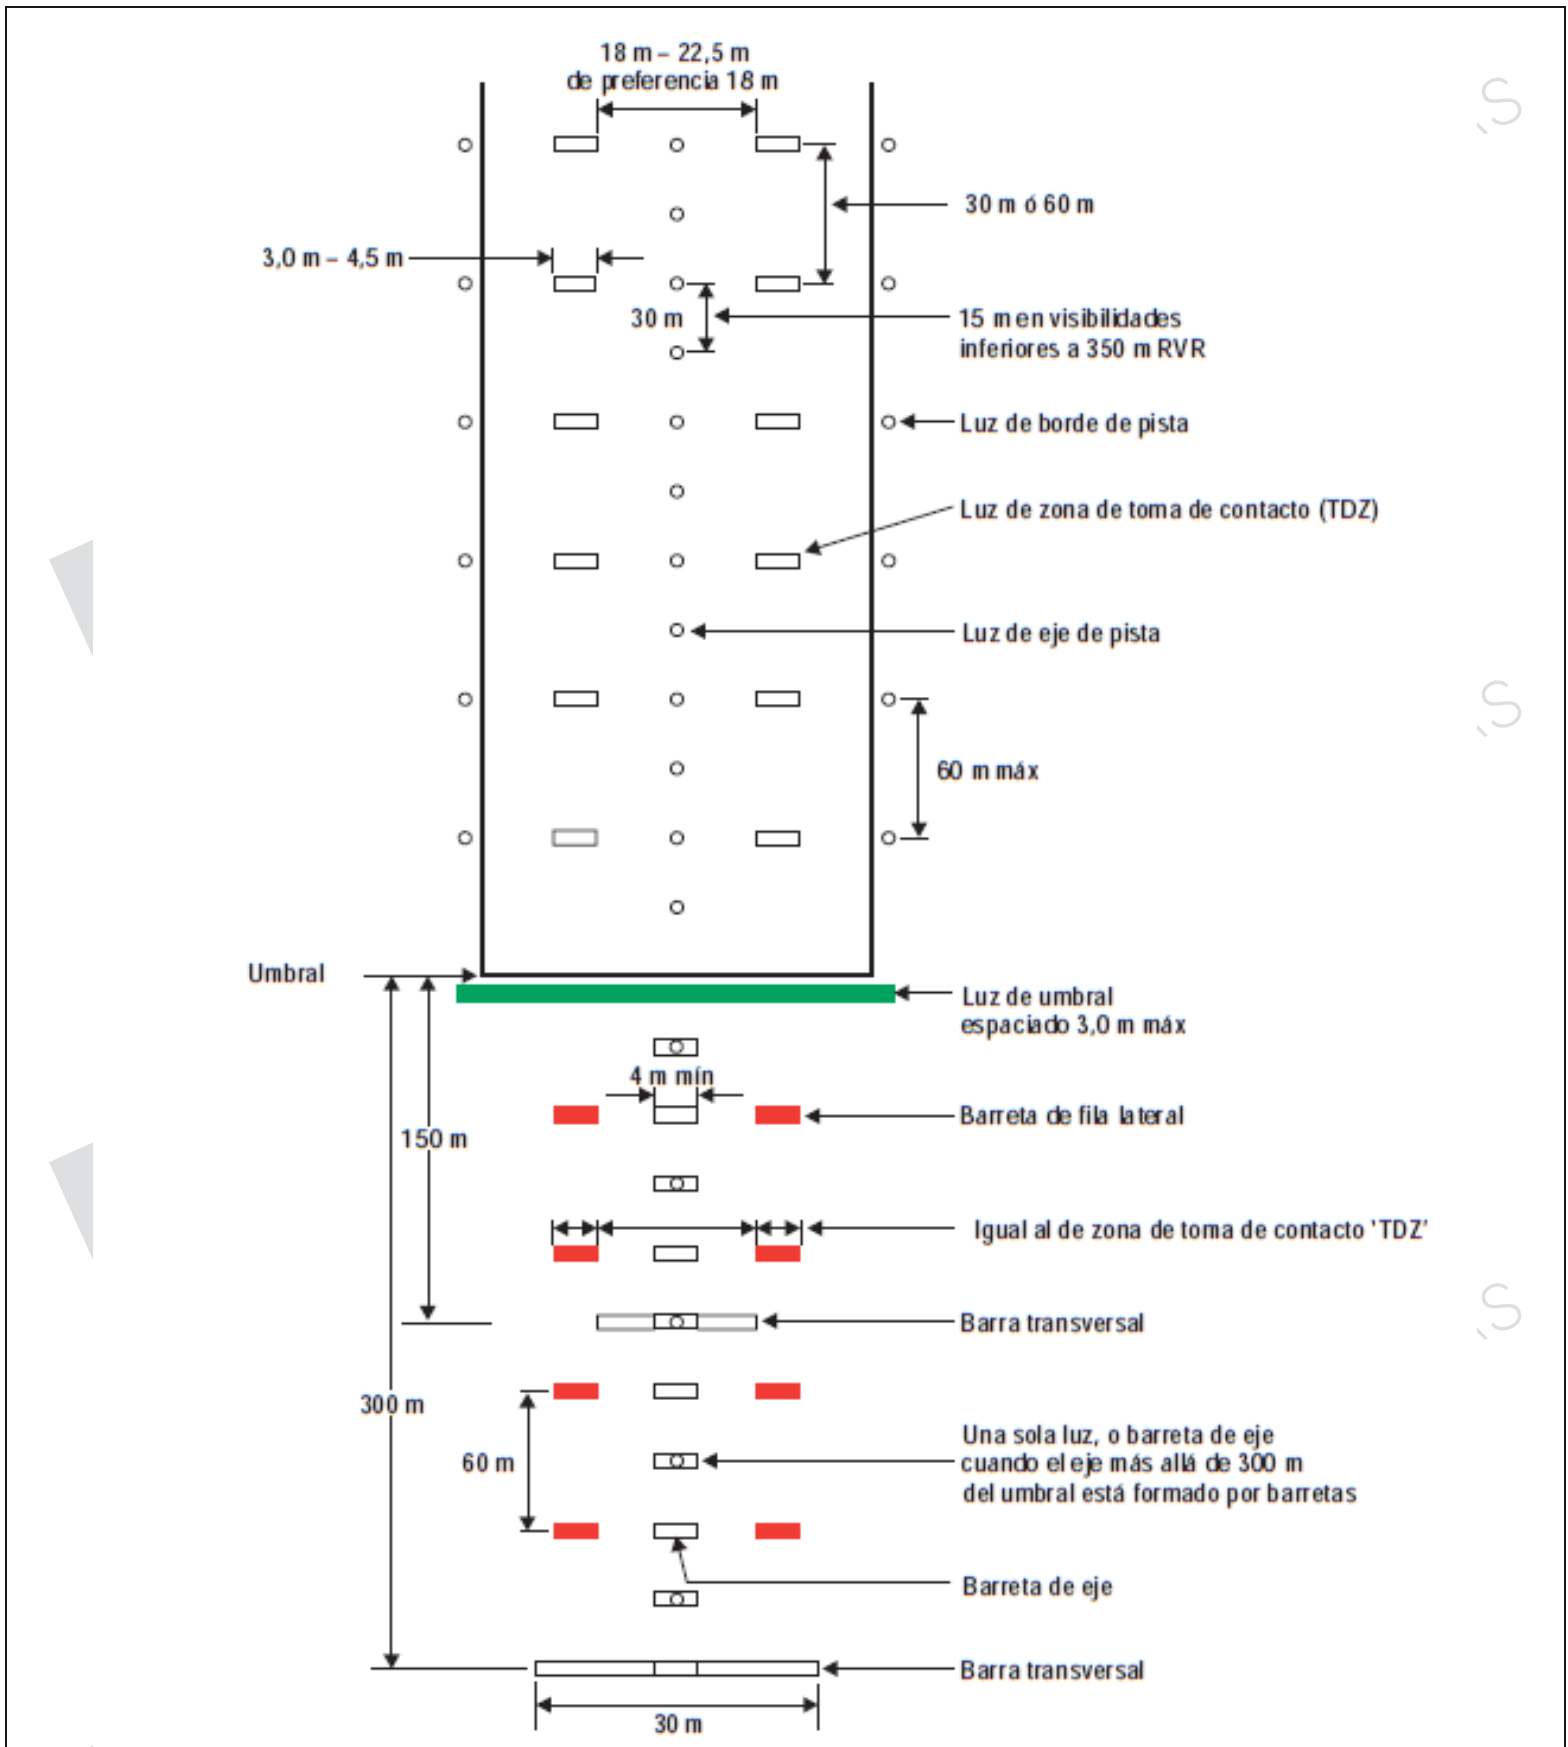 18 m – 22,5 m
de preferencia 18 m
30 m ó 60 m
3,0 m – 4,5 m
30 m
15 m en visibilidades
inferiores a 350 m RVR
Luz de borde de pista
Luz de zona de toma de contacto (TDZ)
Luz de eje de pista
60 m máx
Umbral
Luz de umbral
espaciado 3,0 m máx
4 m mín
Barreta de fila lateral
150 m
Igual al de zona de toma de contacto 'TDZ'
Barra transversal
300 m
60 m
Una sola luz, o barreta de eje
cuando el eje más allá de 300 m
del umbral está formado por barretas
Barreta de eje
Barra transversal
30 m